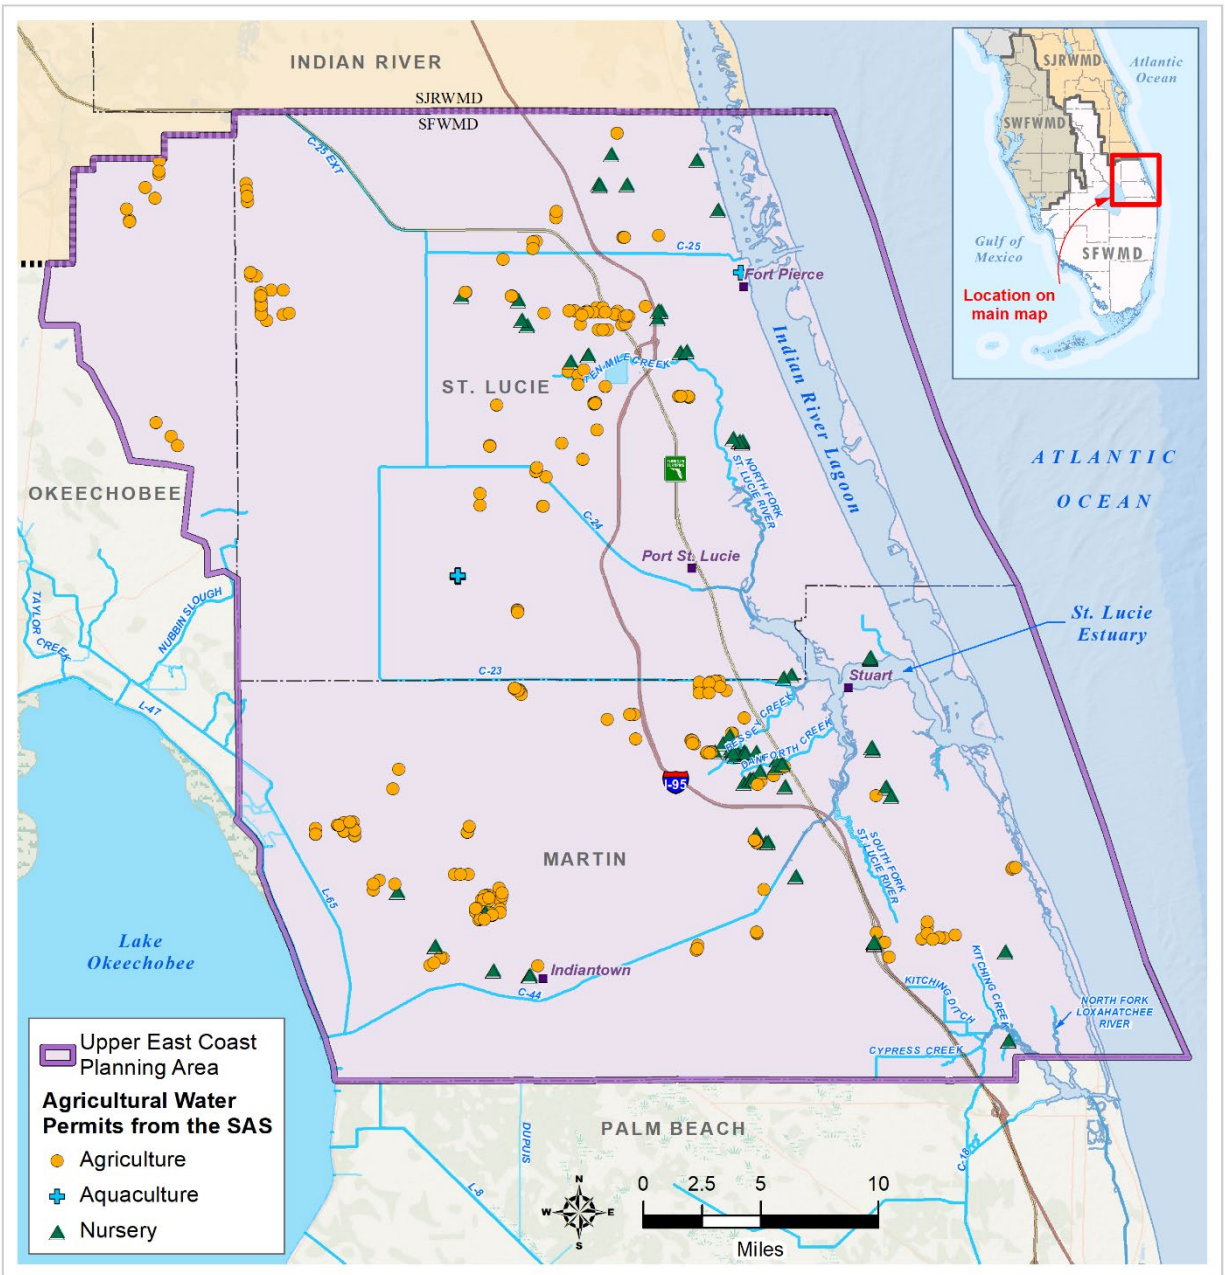 INDIAN RIVER
SJRWMD
SFWMD
C-25 EXT
C-25
Fort Pierce
Indian River Lagoon
ST. LUCIE
TEN-MILE CREEK
NORTH FORK
ST. LUCIE RIVER
ATLANTIC
OCEAN
OKEECHOBEE
C-24
Port St. Lucie
TAYLOR CREEK
NUBBIN SLOUGH
St. Lucie
Estuary
C-23
Stuart
L-47
BESSEY CREEK
DANFORTH CREEK
I-95
MARTIN
SOUTH FORK
ST. LUCIE RIVER
L-65
Lake
Okeechobee
Indiantown
C-44
KITCHING DITCH
KITCHING CREEK
NORTH FORK
LOXAHATCHEE
RIVER
CYPRESS CREEK
PALM BEACH
DUPUIS
L-8
C-18
SJRWMD
Atlantic
Ocean
SWFWMD
Gulf of
Mexico
SFWMD
Location on
main map
Upper East Coast
Planning Area
Agricultural Water
Permits from the SAS
Agriculture
Aquaculture
Nursery
N
W E
S
0 2.5 5 10
Miles